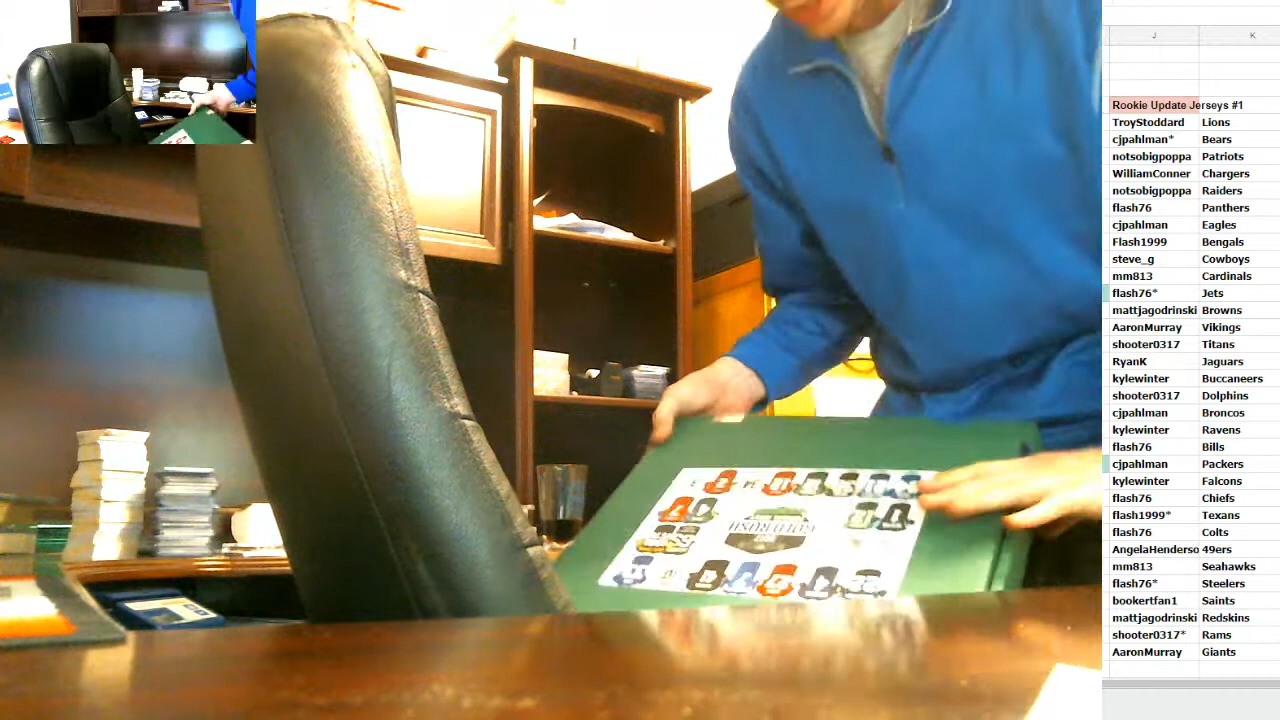 J K
Rookie Update Jerseys #1
TroyStoddard Lions
cjpahlman* Bears
notsobigpoppa Patriots
WilliamConner Chargers
notsobigpoppa Raiders
flash76 Panthers
cjpahlman Eagles
Flash1999 Bengals
steve_g Cowboys
mm813 Cardinals
flash76* Jets
mattjagodrinski Browns
AaronMurray Vikings
shooter0317 Titans
RyanK Jaguars
kylewinter Buccaneers
shooter0317 Dolphins
cjpahlman Broncos
kylewinter Ravens
flash76 Bills
cjpahlman Packers
kylewinter Falcons
flash76 Chiefs
flash1999* Texans
flash76 Colts
AngelaHenderso 49ers
mm813 Seahawks
flash76* Steelers
bookertfan1 Saints
mattjagodrinski Redskins
shooter0317* Rams
AaronMurray Giants